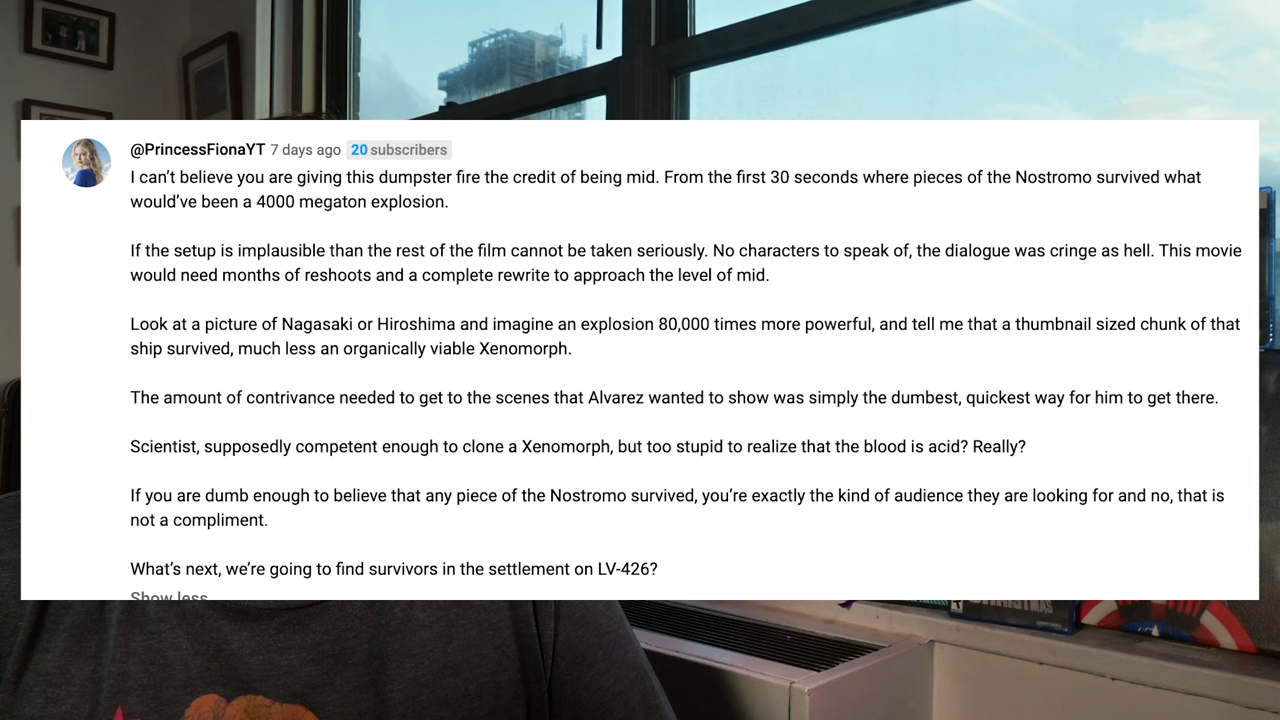 @PrincessFionaYT 7 days ago 20 subscribers
I can't believe you are giving this dumpster fire the credit of being mid. From the first 30 seconds where pieces of the Nostromo survived what
would've been a 4000 megaton explosion.
If the setup is implausible than the rest of the film cannot be taken seriously. No characters to speak of, the dialogue was cringe as hell. This movie
would need months of reshoots and a complete rewrite to approach the level of mid.
Look at a picture of Nagasaki or Hiroshima and imagine an explosion 80,000 times more powerful, and tell me that a thumbnail sized chunk of that
ship survived, much less an organically viable Xenomorph.
The amount of contrivance needed to get to the scenes that Alvarez wanted to show was simply the dumbest, quickest way for him to get there.
Scientist, supposedly competent enough to clone a Xenomorph, but too stupid to realize that the blood is acid? Really?
If you are dumb enough to believe that any piece of the Nostromo survived, you're exactly the kind of audience they are looking for and no, that is
not a compliment.
What's next, we're going to find survivors in the settlement on LV-426?
Show less
CHRISTMAS